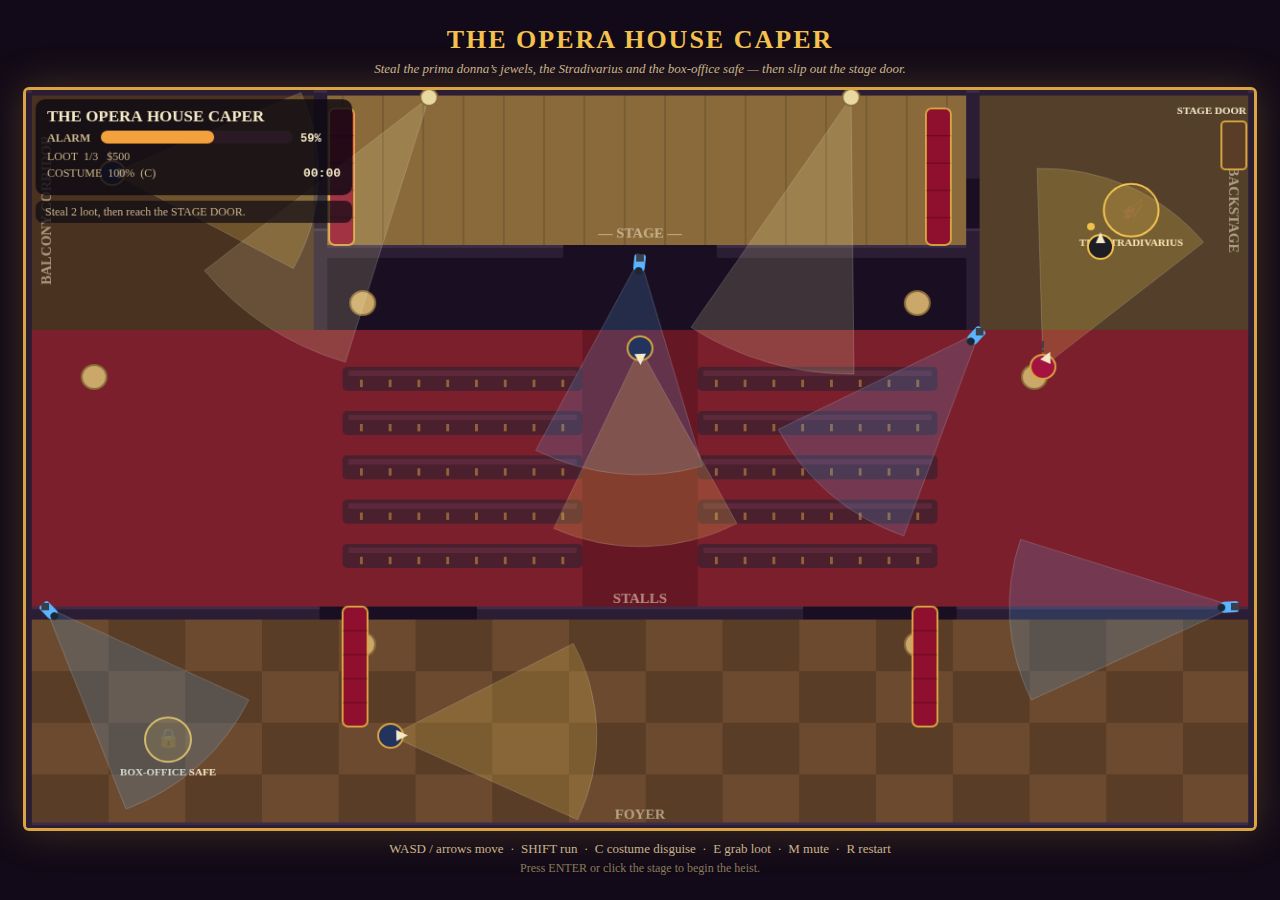 THE OPERA HOUSE CAPER
Steal the prima donna’s jewels, the Stradivarius and the box-office safe — then slip out the stage door.
THE OPERA HOUSE CAPER
ALARM 59%
LOOT 1/3 $500
COSTUME 100% (C) 00:00
Steal 2 loot, then reach the STAGE DOOR.
STAGE DOOR
BACKSTAGE
— STAGE —
STALLS
BOX-OFFICE SAFE
FOYER
WASD / arrows move · SHIFT run · C costume disguise · E grab loot · M mute · R restart
Press ENTER or click the stage to begin the heist.